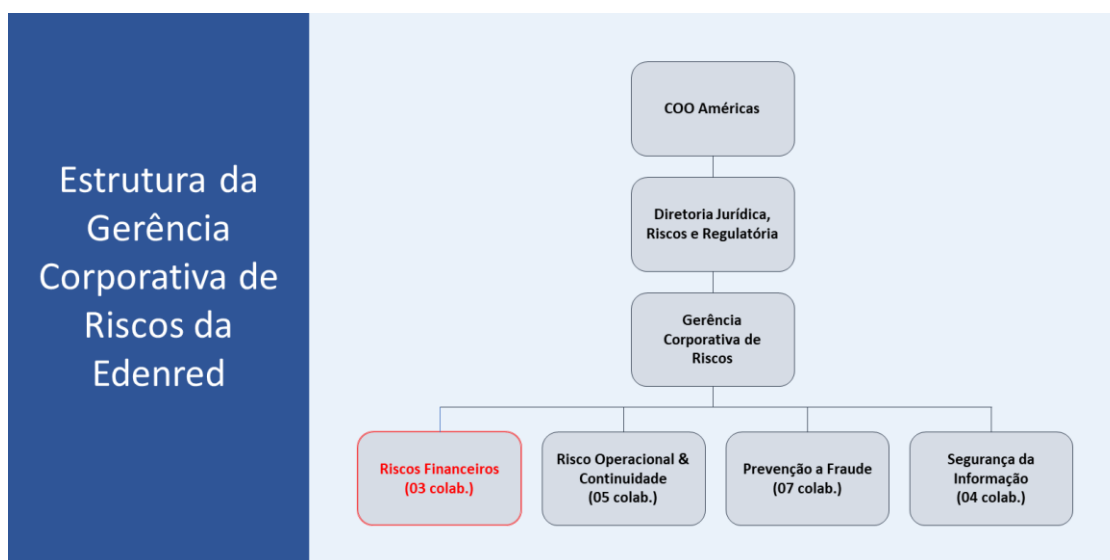 Estrutura da
Gerência
Corporativa de
Riscos da
Edenred
COO Américas
Diretoria Jurídica,
Riscos e Regulatória
Gerência
Corporativa de
Riscos
Riscos Financeiros
(03 colab.)
Risco Operacional &
Continuidade
(05 colab.)
Prevenção a Fraude
(07 colab.)
Segurança da
Informação
(04 colab.)